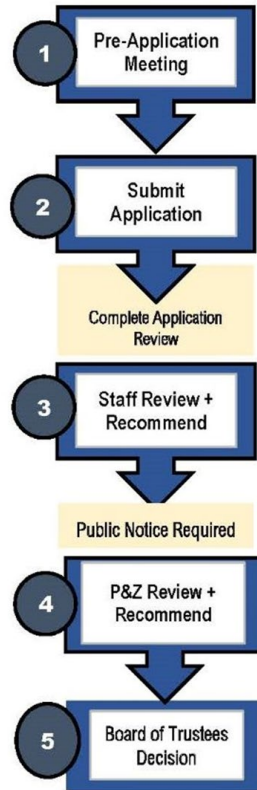 1
Pre-Application
Meeting
2
Submit
Application
Complete Application
Review
3
Staff Review +
Recommend
Public Notice Required
4
P&Z Review +
Recommend
5
Board of Trustees
Decision